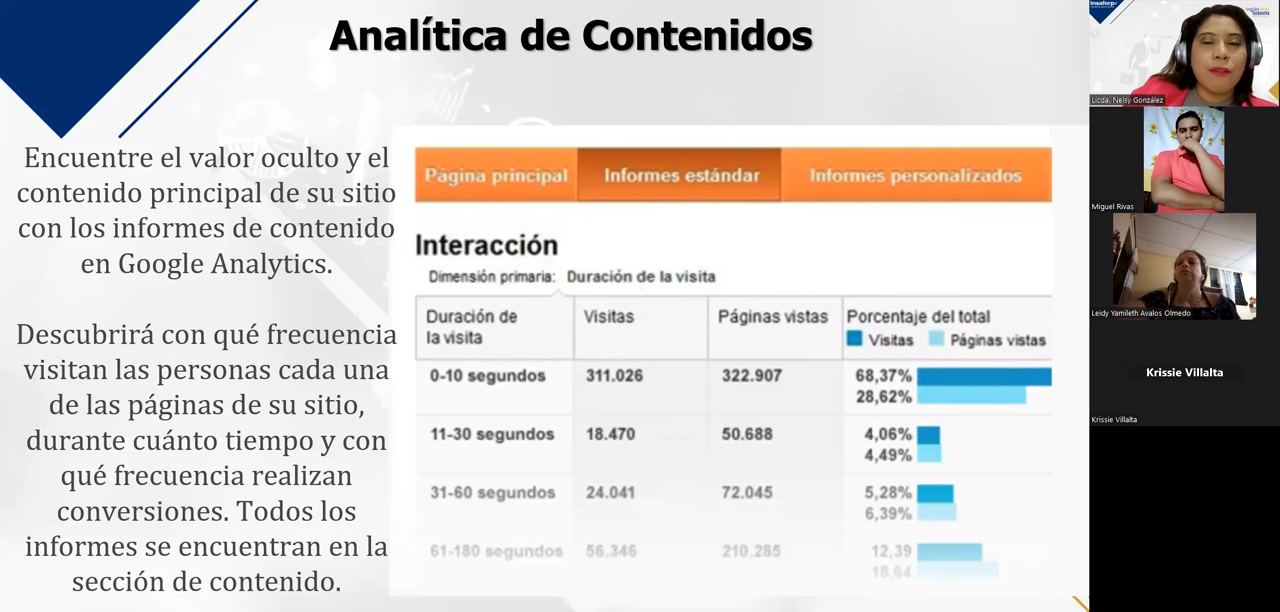 Analítica de Contenidos
Encuentre el valor oculto y el
contenido principal de su sitio
con los informes de contenido
en Google Analytics.
Descubrirá con qué frecuencia
visitan las personas cada una
de las páginas de su sitio,
durante cuánto tiempo y con
qué frecuencia realizan
conversiones. Todos los
informes se encuentran en la
sección de contenido.
Página principal Informes estándar Informes personalizados
Interacción
Dimensión primaria: Duración de la visita
Duración de la visita Visitas Páginas vistas Porcentaje del total
Visitas Páginas vistas
0-10 segundos 311.026 322.907 68,37%
28,62%
11-30 segundos 18.470 50.688 4,06%
4,49%
31-60 segundos 24.041 72.045 5,28%
6,39%
61-180 segundos 56.346 210.285 12,39
18,64
Insaforp
Licda. Nelsy González
Miguel Rivas
Leidy Yamileth Avalos Olmedo
Krissie Villalta
Krissie Villalta